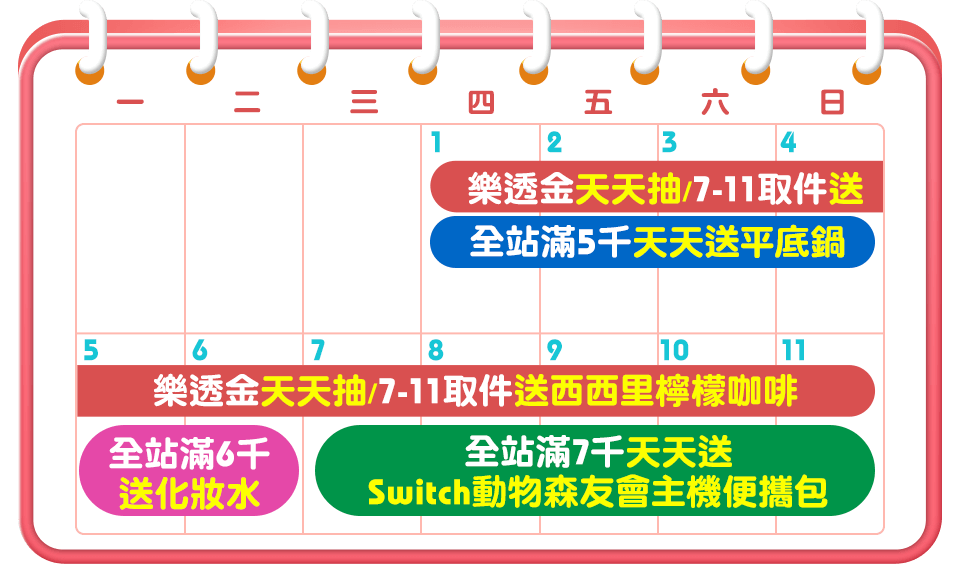 一 二 三 四 五 六 日
1 2 3 4
樂透金天天抽/7-11取件送
全站滿5千天天送平底鍋
5 6 7 8 9 10 11
樂透金天天抽/7-11取件送西西里檸檬咖啡
全站滿6千
送化妝水
全站滿7千天天送
Switch動物森友會主機便攜包